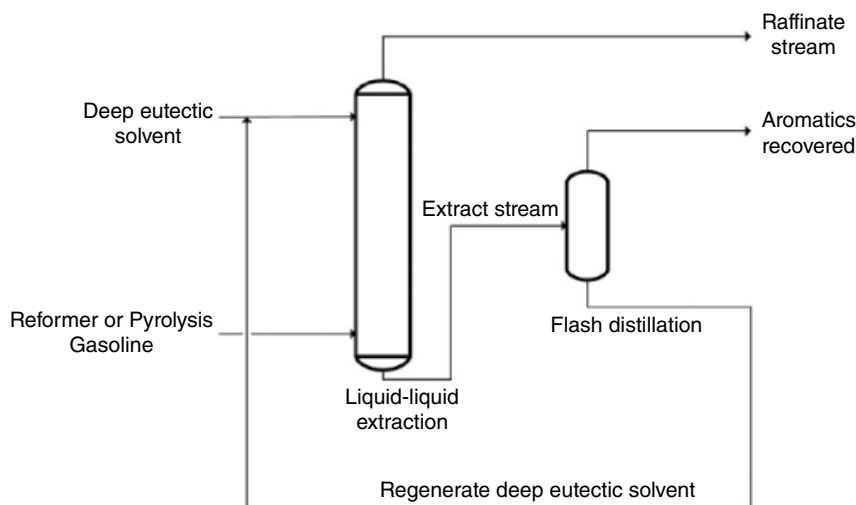 Raffinate
stream
Deep eutectic
solvent
Aromatics
recovered
Extract stream
Reformer or Pyrolysis
Gasoline
Flash distillation
Liquid-liquid
extraction
Regenerate deep eutectic solvent